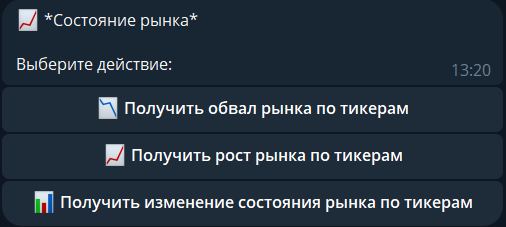 📈 *Состояние рынка*
Выберите действие:
13:20
📉 Получить обвал рынка по тикерам
📈 Получить рост рынка по тикерам
📊 Получить изменение состояния рынка по тикерам